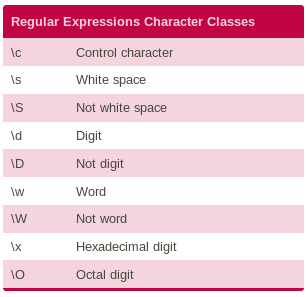 Regular Expressions Character Classes
\c Control character
\s White space
\S Not white space
\d Digit
\D Not digit
\w Word
\W Not word
\x Hexadecimal digit
\O Octal digit